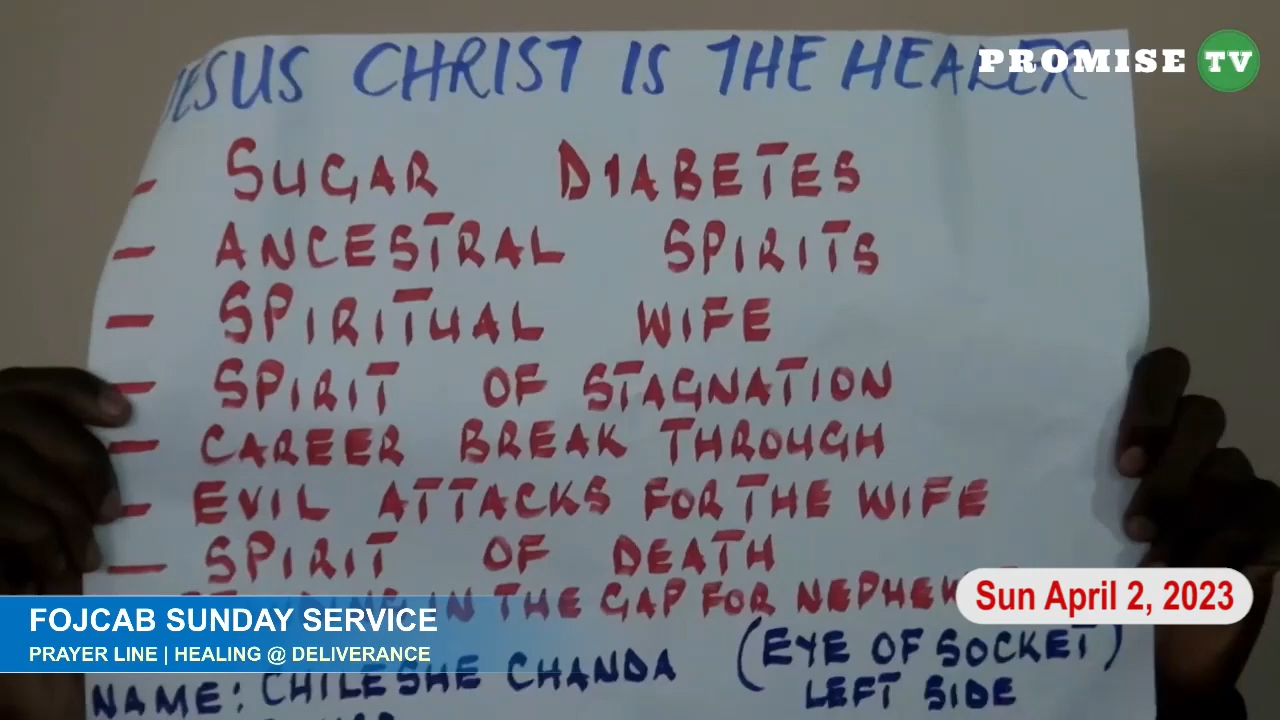 JESUS CHRIST IS THE HEALER
PROMISE TV
- SUGAR DIABETES
- ANCESTRAL SPIRITS
- SPIRITUAL WIFE
- SPIRIT OF STAGNATION
- CAREER BREAK THROUGH
- EVIL ATTACKS FOR THE WIFE
- SPIRIT OF DEATH
IN THE GAP FOR
Sun April 2, 2023
FOJCAB SUNDAY SERVICE
PRAYER LINE | HEALING @ DELIVERANCE
(EYE OF SOCKET)
LEFT SIDE
NAME: CHILESHE CHANDA